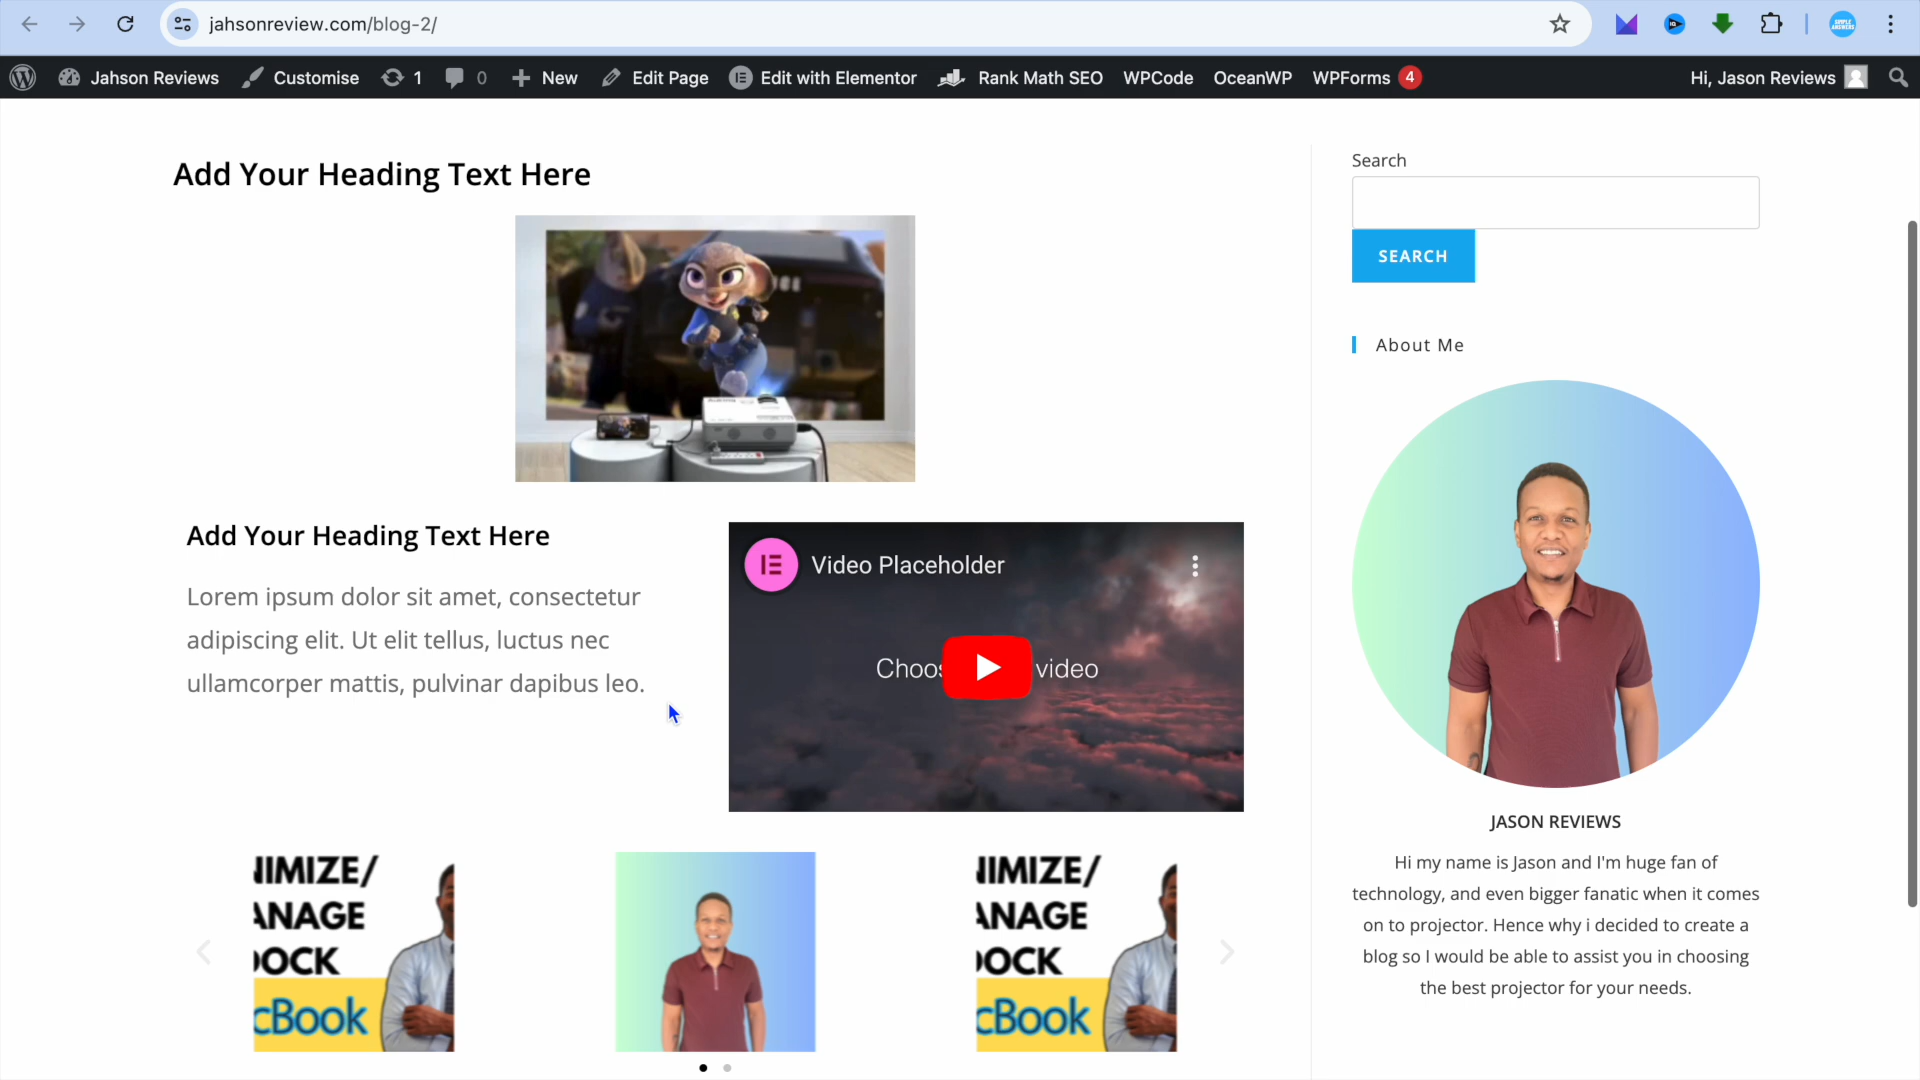 jahsonreview.com/blog-2/
Jahson Reviews Customise 1 0 New Edit Page Edit with Elementor Rank Math SEO WPCode OceanWP WPForms 4 Hi, Jason Reviews
Add Your Heading Text Here
Add Your Heading Text Here
Lorem ipsum dolor sit amet, consectetur
adipiscing elit. Ut elit tellus, luctus nec
ullamcorper mattis, pulvinar dapibus leo.
Video Placeholder
Choos video
NIMIZE/
ANAGE
DOCK
cBook
NIMIZE/
ANAGE
DOCK
cBook
Search
SEARCH
About Me
JASON REVIEWS
Hi my name is Jason and I'm huge fan of
technology, and even bigger fanatic when it comes
on to projector. Hence why i decided to create a
blog so I would be able to assist you in choosing
the best projector for your needs.